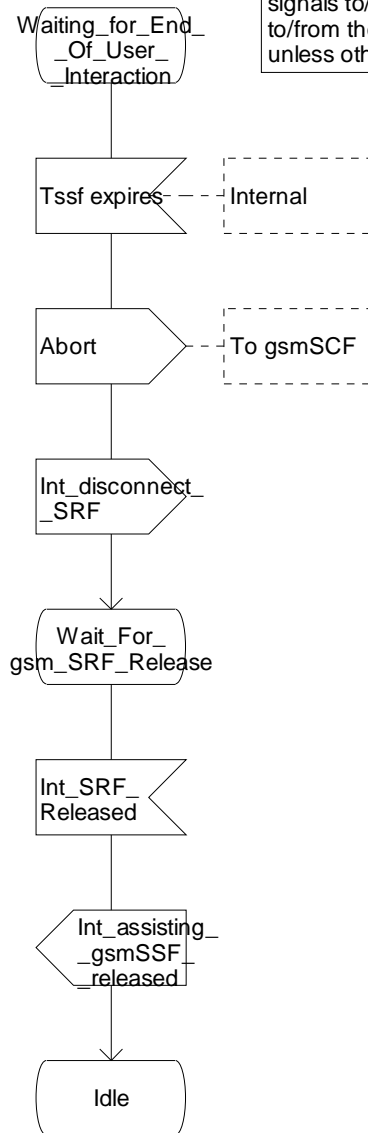 signals to/
to/from the
unless oth
Waiting_for_End_
_Of_User_
_Interaction
Tssf expires
Internal
Abort
To gsmSCF
Int_disconnect_
_SRF
Wait_For_
gsm_SRF_Release
Int_SRF_
Released
Int_assisting_
_gsmSSF_
_released
Idle